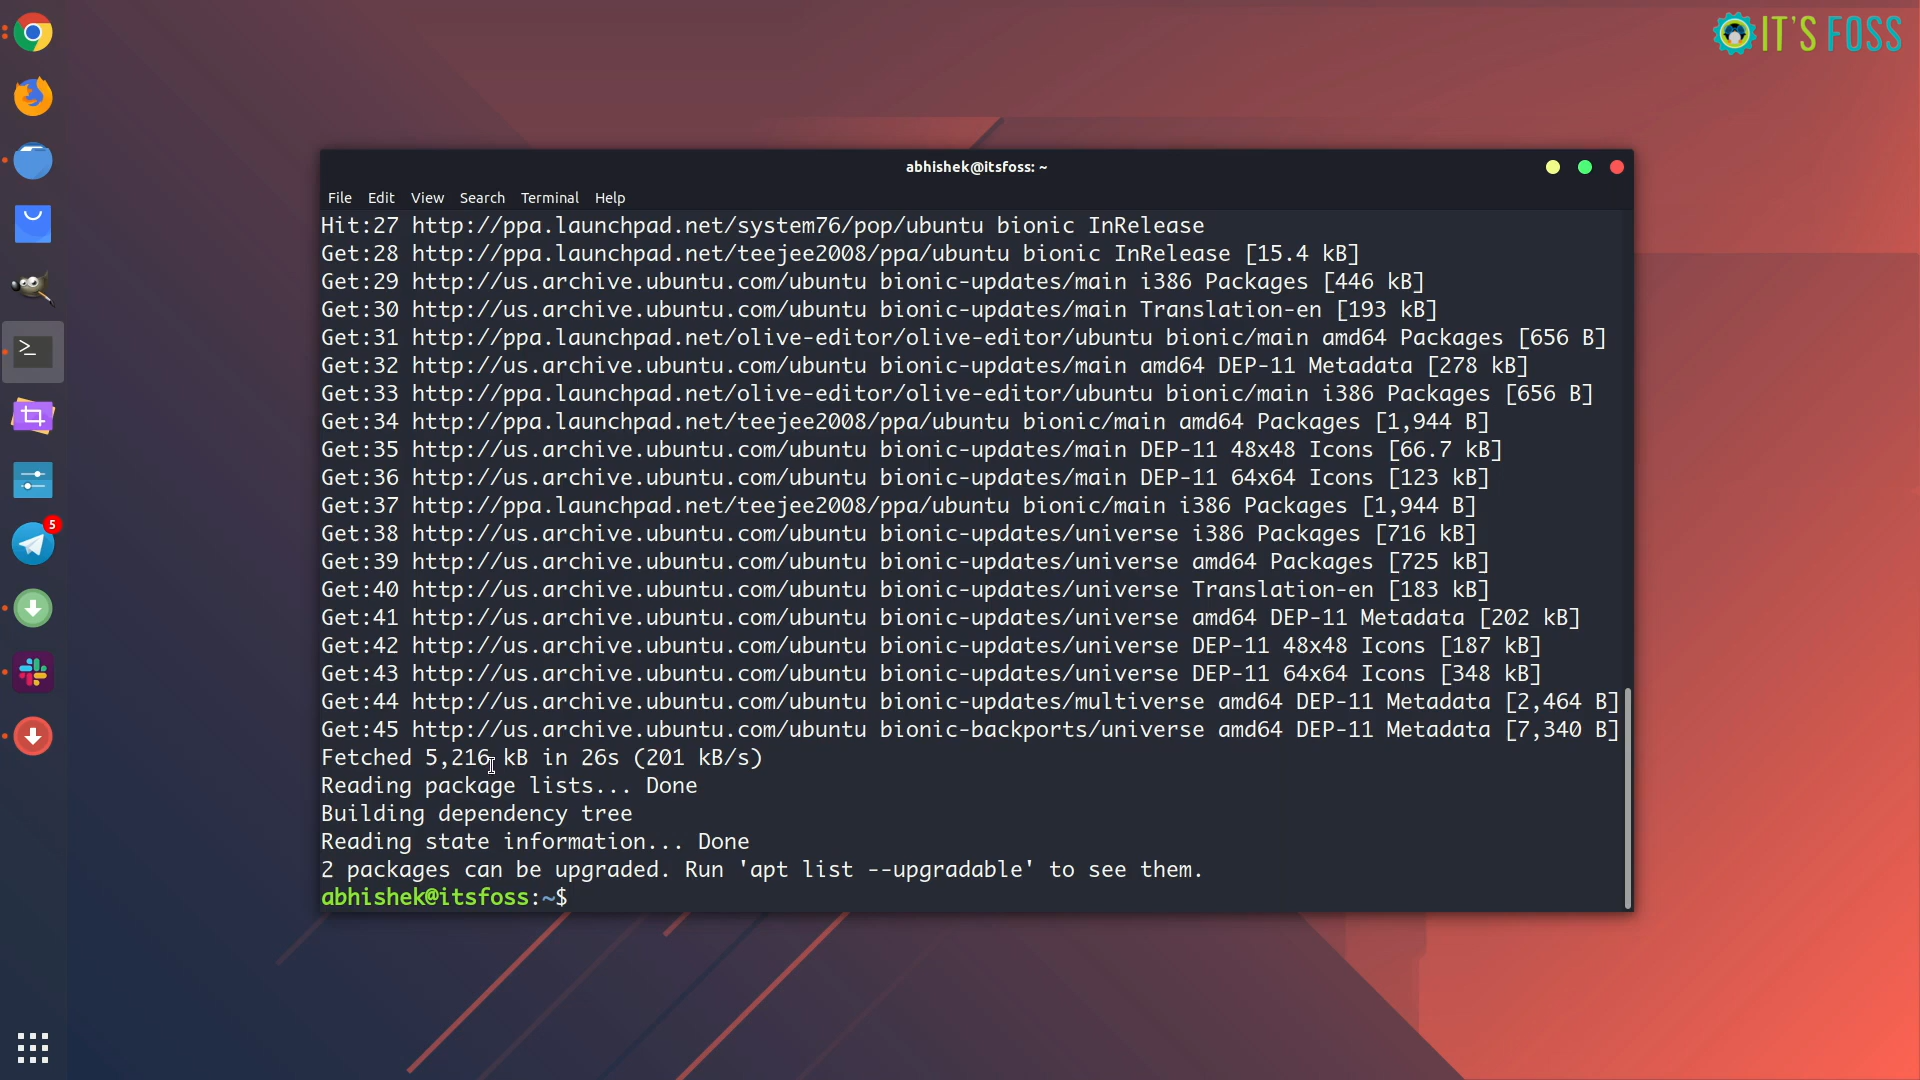 IT'S FOSS
abhishek@itsfoss: ~
File Edit View Search Terminal Help
Hit:27 http://ppa.launchpad.net/system76/pop/ubuntu bionic InRelease
Get:28 http://ppa.launchpad.net/teejee2008/ppa/ubuntu bionic InRelease [15.4 kB]
Get:29 http://us.archive.ubuntu.com/ubuntu bionic-updates/main i386 Packages [446 kB]
Get:30 http://us.archive.ubuntu.com/ubuntu bionic-updates/main Translation-en [193 kB]
Get:31 http://ppa.launchpad.net/olive-editor/olive-editor/ubuntu bionic/main amd64 Packages [656 B]
Get:32 http://us.archive.ubuntu.com/ubuntu bionic-updates/main amd64 DEP-11 Metadata [278 kB]
Get:33 http://ppa.launchpad.net/olive-editor/olive-editor/ubuntu bionic/main i386 Packages [656 B]
Get:34 http://ppa.launchpad.net/teejee2008/ppa/ubuntu bionic/main amd64 Packages [1,944 B]
Get:35 http://us.archive.ubuntu.com/ubuntu bionic-updates/main DEP-11 48x48 Icons [66.7 kB]
Get:36 http://us.archive.ubuntu.com/ubuntu bionic-updates/main DEP-11 64x64 Icons [123 kB]
Get:37 http://ppa.launchpad.net/teejee2008/ppa/ubuntu bionic/main i386 Packages [1,944 B]
Get:38 http://us.archive.ubuntu.com/ubuntu bionic-updates/universe i386 Packages [716 kB]
Get:39 http://us.archive.ubuntu.com/ubuntu bionic-updates/universe amd64 Packages [725 kB]
Get:40 http://us.archive.ubuntu.com/ubuntu bionic-updates/universe Translation-en [183 kB]
Get:41 http://us.archive.ubuntu.com/ubuntu bionic-updates/universe amd64 DEP-11 Metadata [202 kB]
Get:42 http://us.archive.ubuntu.com/ubuntu bionic-updates/universe DEP-11 48x48 Icons [187 kB]
Get:43 http://us.archive.ubuntu.com/ubuntu bionic-updates/universe DEP-11 64x64 Icons [348 kB]
Get:44 http://us.archive.ubuntu.com/ubuntu bionic-updates/multiverse amd64 DEP-11 Metadata [2,464 B]
Get:45 http://us.archive.ubuntu.com/ubuntu bionic-backports/universe amd64 DEP-11 Metadata [7,340 B]
Fetched 5,216 kB in 26s (201 kB/s)
Reading package lists... Done
Building dependency tree
Reading state information... Done
2 packages can be upgraded. Run 'apt list --upgradable' to see them.
abhishek@itsfoss:~$
5